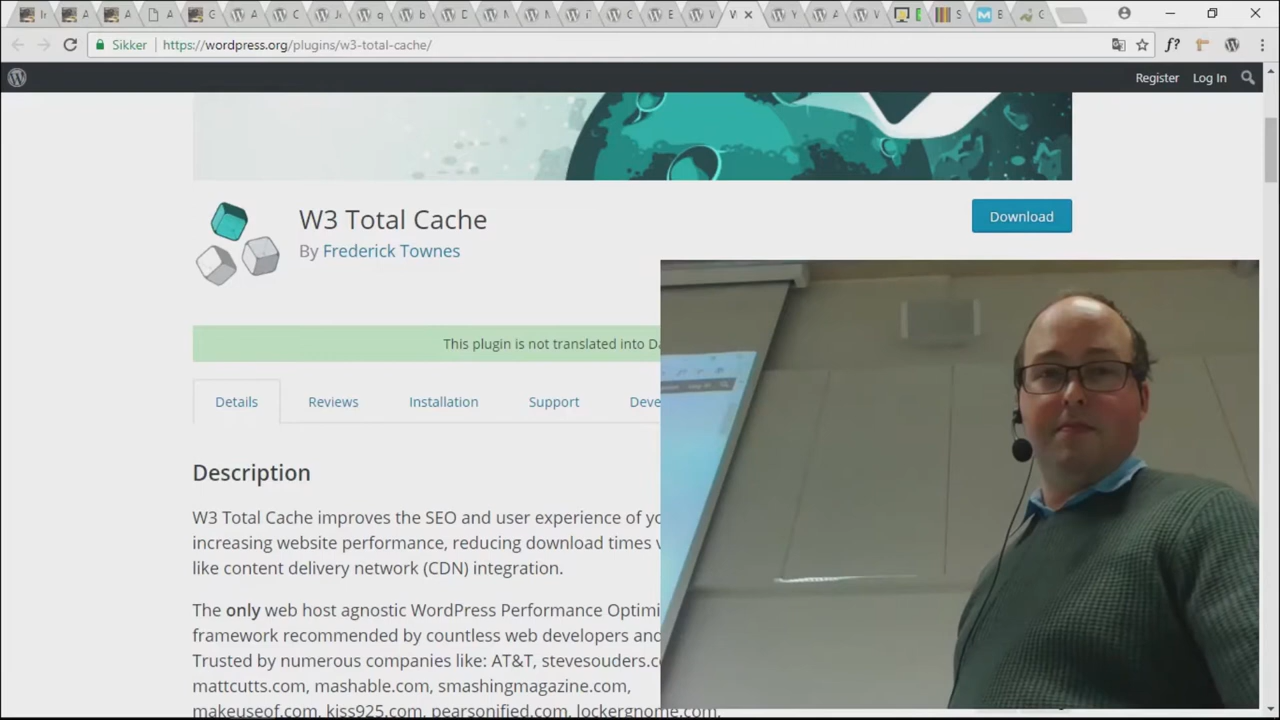 Sikker https://wordpress.org/plugins/w3-total-cache/
Register Log In
W3 Total Cache
Download
By Frederick Townes
This plugin is not translated into
Details Reviews Installation Support
Description
W3 Total Cache improves the SEO and user experience of
increasing website performance, reducing download times
like content delivery network (CDN) integration.
The only web host agnostic WordPress Performance
framework recommended by countless web developers and
Trusted by numerous companies like: AT&T,
mattcutts.com, mashable.com, smashingmagazine.com,
makeuseof.com, kiss925.com, pearsonified.com, lockergnome.com,